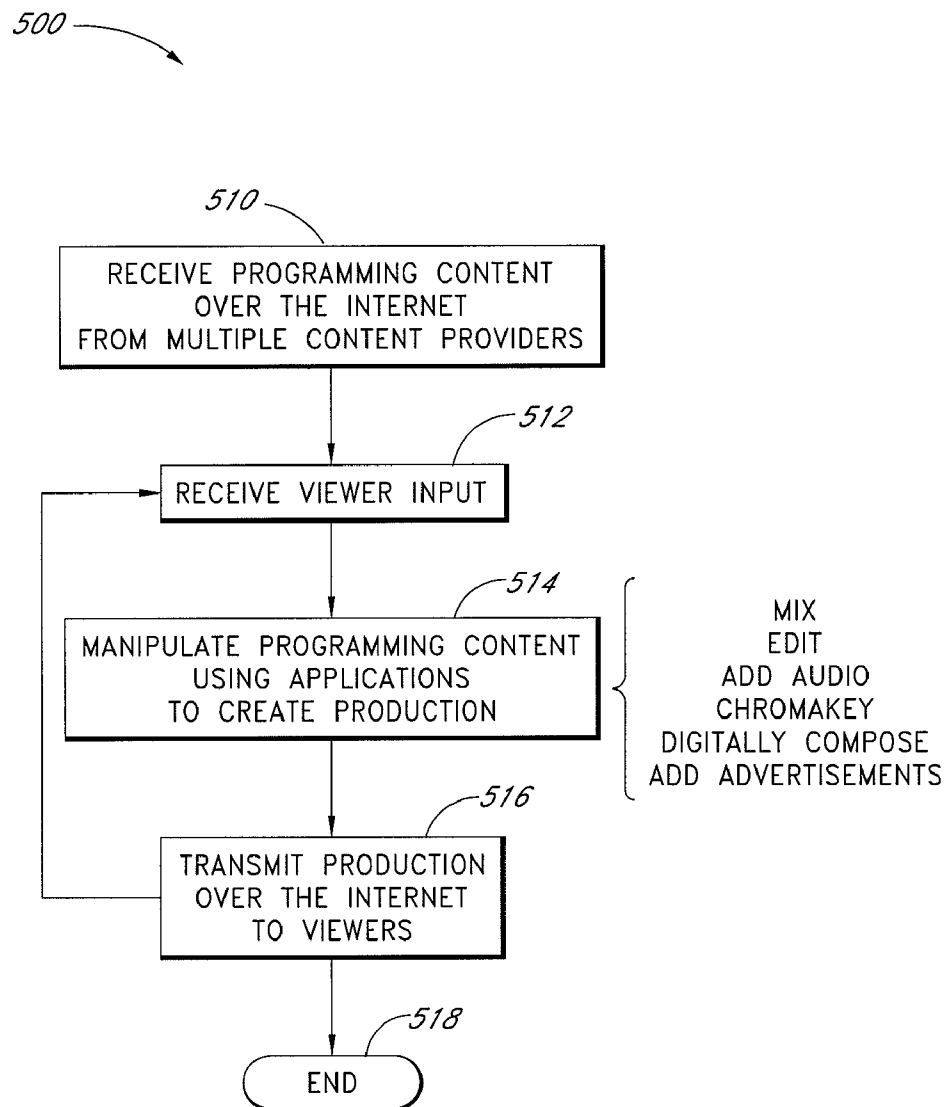 500
510
RECEIVE PROGRAMMING CONTENT
OVER THE INTERNET
FROM MULTIPLE CONTENT PROVIDERS
512
RECEIVE VIEWER INPUT
514
MANIPULATE PROGRAMMING CONTENT
USING APPLICATIONS
TO CREATE PRODUCTION
MIX
EDIT
ADD AUDIO
CHROMAKEY
DIGITALLY COMPOSE
ADD ADVERTISEMENTS
516
TRANSMIT PRODUCTION
OVER THE INTERNET
TO VIEWERS
518
END